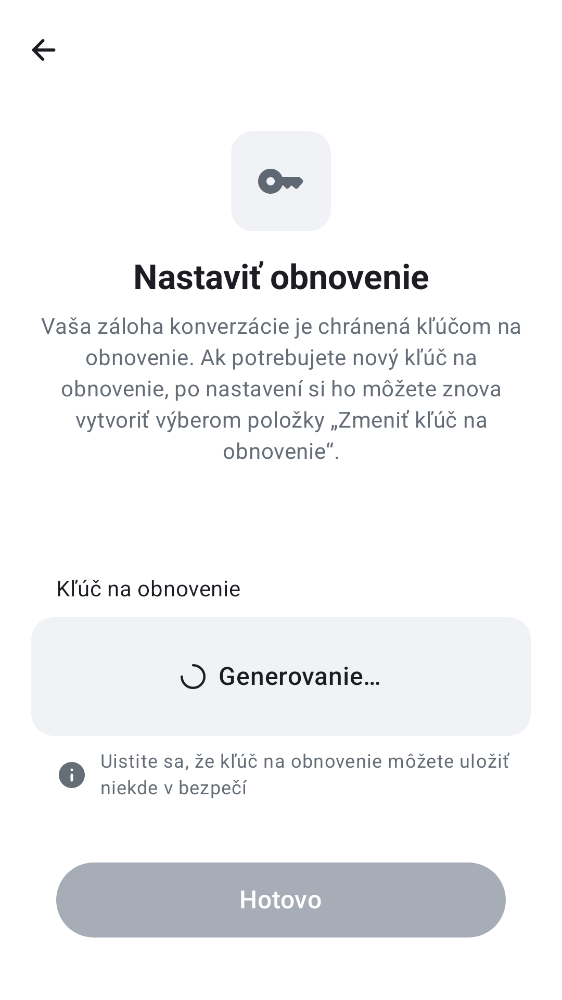 Nastaviť obnovenie
Vaša záloha konverzácie je chránená kľúčom na
obnovenie. Ak potrebujete nový kľúč na
obnovenie, po nastavení si ho môžete znova
vytvoriť výberom položky „Zmeniť kľúč na
obnovenie“.
Kľúč na obnovenie
Generovanie…
Uistite sa, že kľúč na obnovenie môžete uložiť
niekde v bezpečí
Hotovo